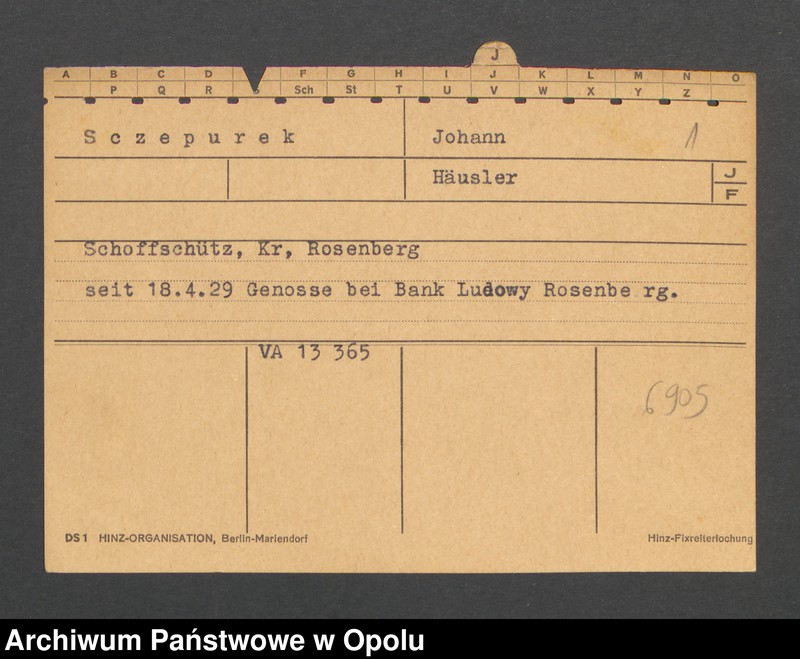 J
A B C D F G H I J K L M N O
P Q R S Sch St T U V W X Y Z
Sczepurek Johann 1
Häusler J
F
Schoffschütz, Kr, Rosenberg
seit 18.4.29 Genosse bei Bank Ludowy Rosenbe rg.
VA 13 365
6905
DS1 HINZ-ORGANISATION, Berlin-Mariendorf Hinz-Fixreiterlochung
Archiwum Państwowe w Opolu